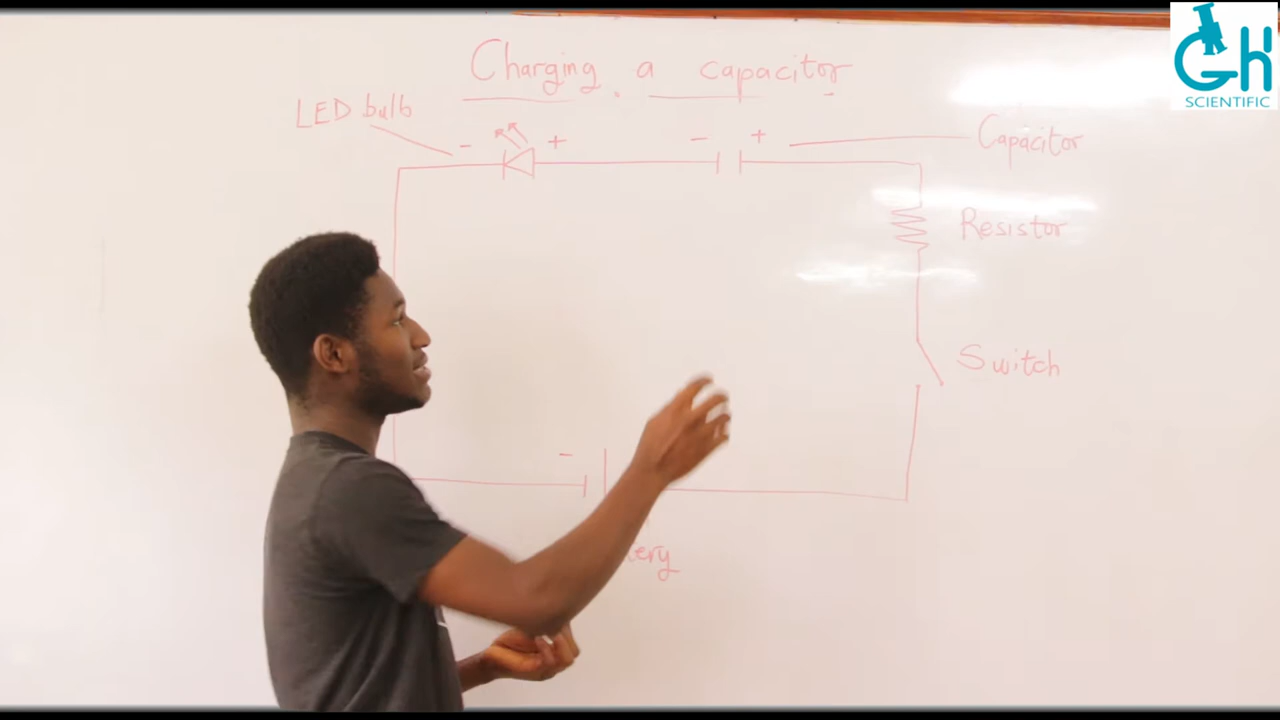 Charging a capacitor
LED bulb
- +
- +
Capacitor
Resistor
Switch
-
GH
SCIENTIFIC